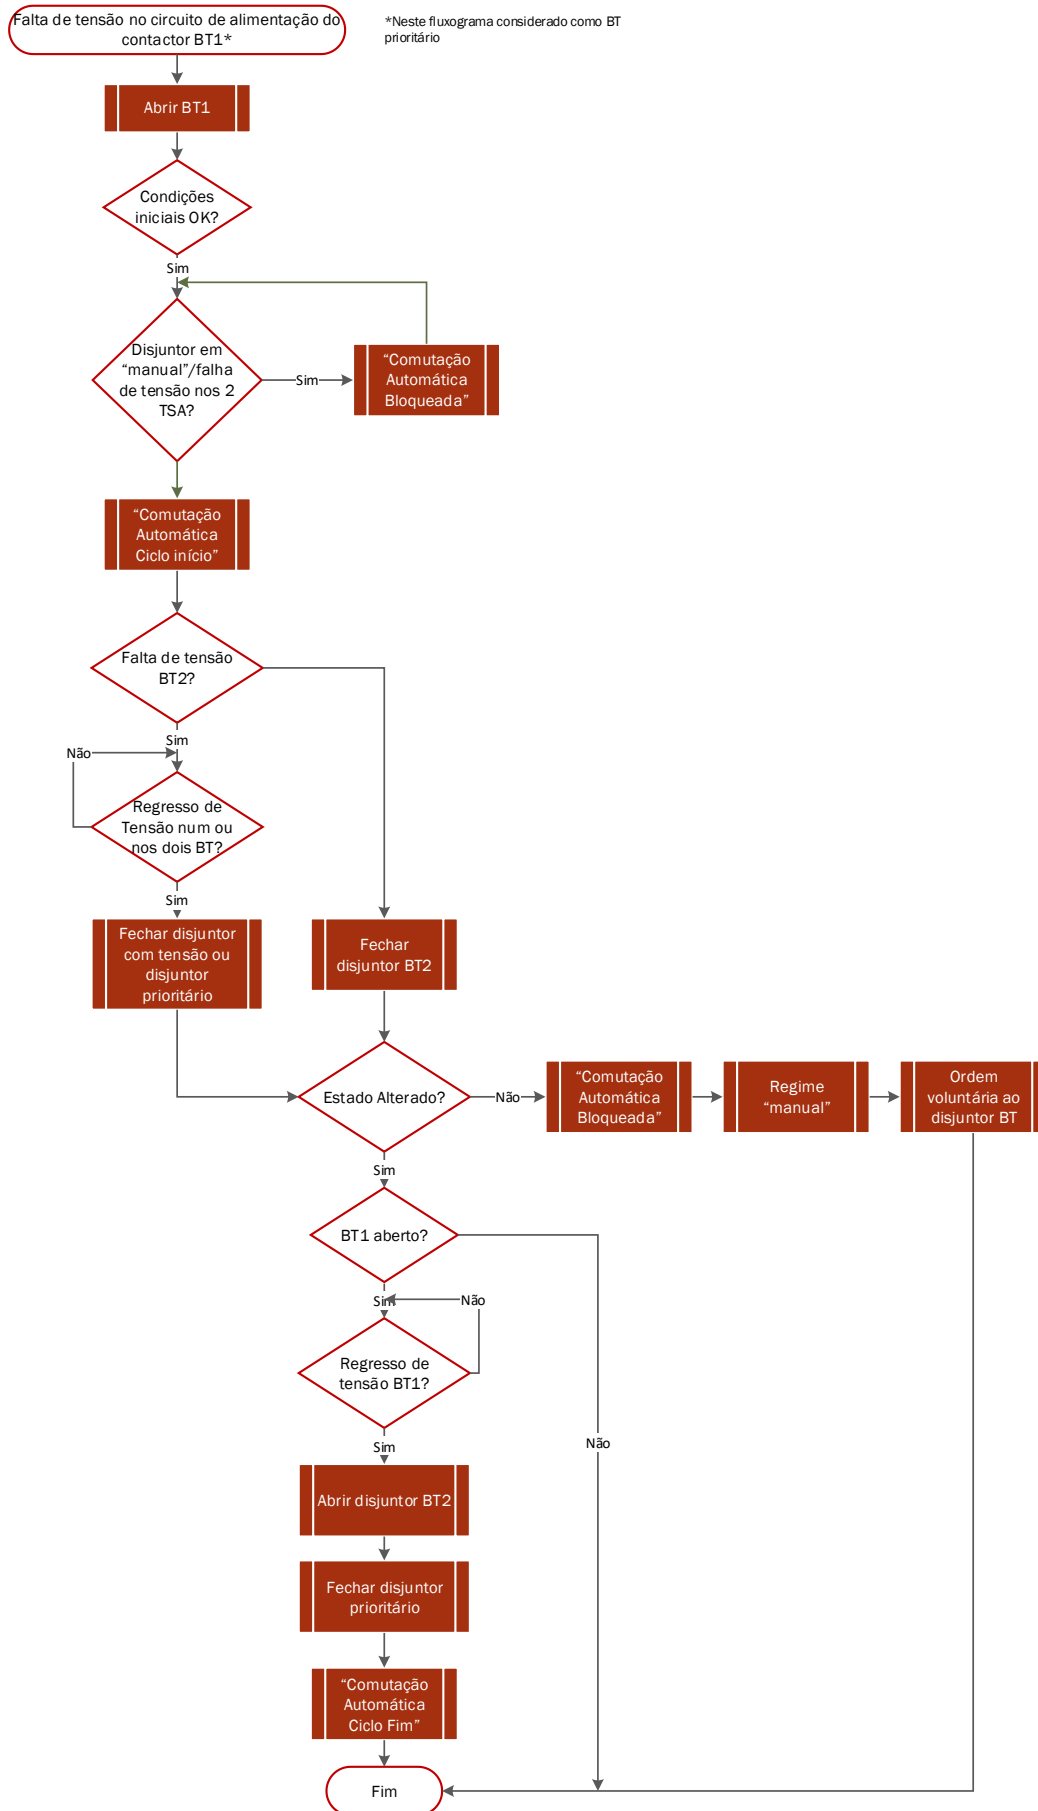 Falta de tensão no circuito de alimentação do
contactor BT1*
*Neste fluxograma considerado como BT
prioritário
Abrir BT1
Condições
iniciais OK?
Sim
Disjuntor em
“manual”/falha
de tensão nos 2
TSA?
Sim
“Comutação
Automática
Bloqueada”
“Comutação
Automática
Ciclo início”
Falta de tensão
BT2?
Sim
Não
Regresso de
Tensão num ou
nos dois BT?
Sim
Fechar disjuntor
com tensão ou
disjuntor
prioritário
Fechar
disjuntor BT2
Estado Alterado?
Não
“Comutação
Automática
Bloqueada”
Regime
“manual”
Ordem
voluntária ao
disjuntor BT
Sim
BT1 aberto?
Sim
Não
Regresso de
tensão BT1?
Não
Sim
Abrir disjuntor BT2
Fechar disjuntor
prioritário
“Comutação
Automática
Ciclo Fim”
Fim